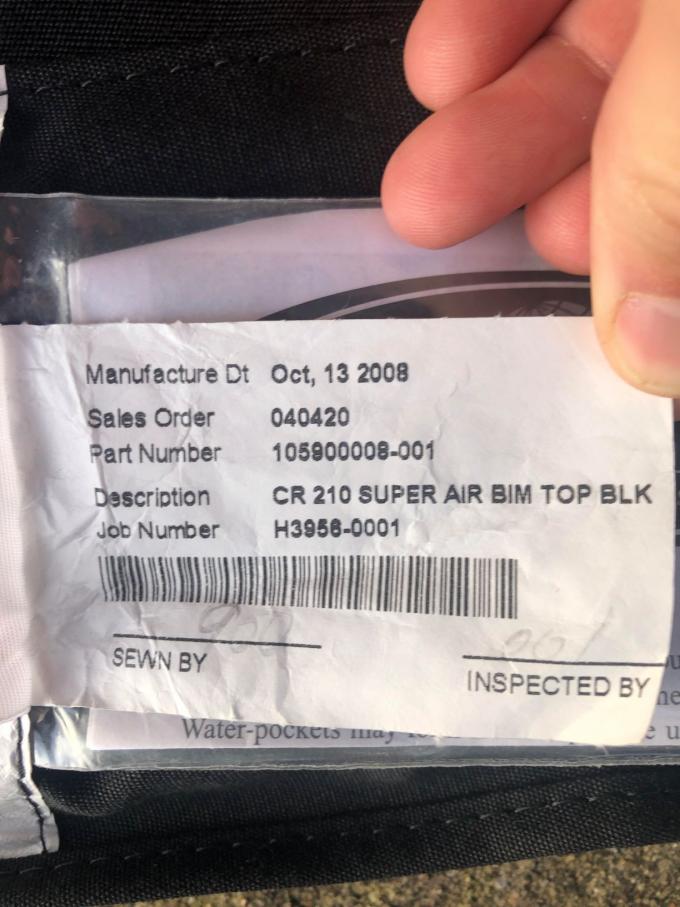 Manufacture Dt Oct, 13 2008
Sales Order 040420
Part Number 105900008-001
Description CR 210 SUPER AIR BIM TOP BLK
Job Number H3956-0001
SEWN BY
INSPECTED BY
Water-pockets may